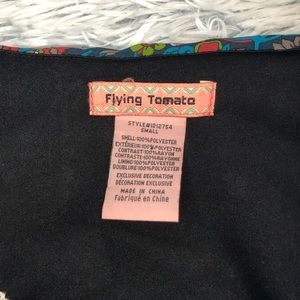 Flying Tomato
STYLE#ID12754
SMALL
SHELL:100%POLYESTER
EXTÉRIEUR:100%POLYESTER
CONTRAST:100%RAYON
CONTRASTE:100%RAYONNE
LINING:100%POLYESTER
DOUBLURE:100%POLYESTER
EXCLUSIVE DECORATION
DÉCORATION EXCLUSIVE
MADE IN CHINA
Fabriqué en Chine